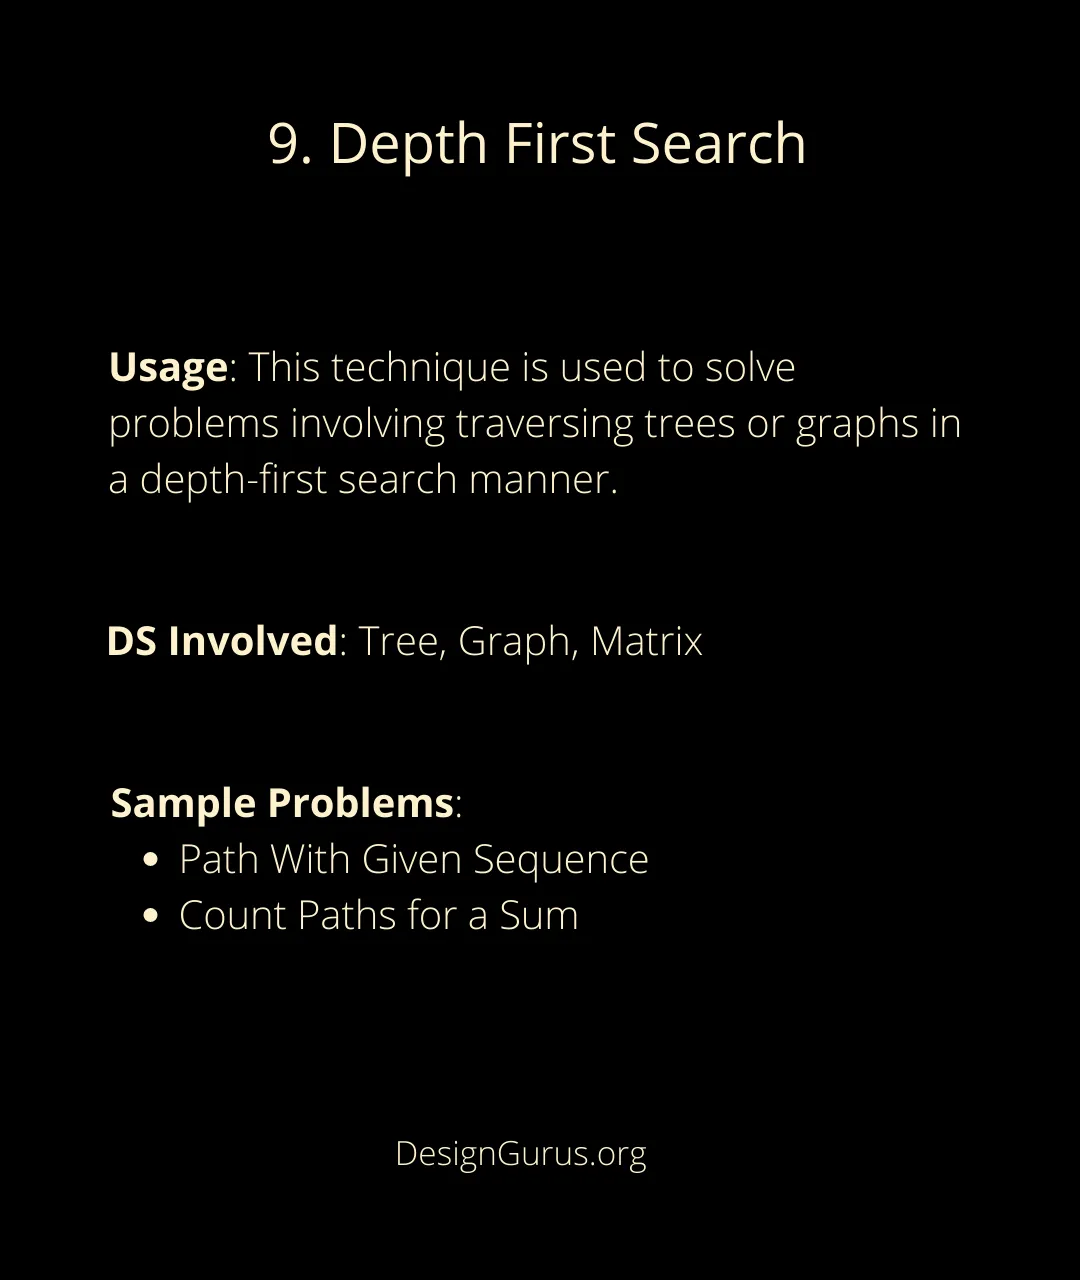 9. Depth First Search
Usage: This technique is used to solve
problems involving traversing trees or graphs in
a depth-first search manner.
DS Involved: Tree, Graph, Matrix
Sample Problems:
• Path With Given Sequence
• Count Paths for a Sum
DesignGurus.org